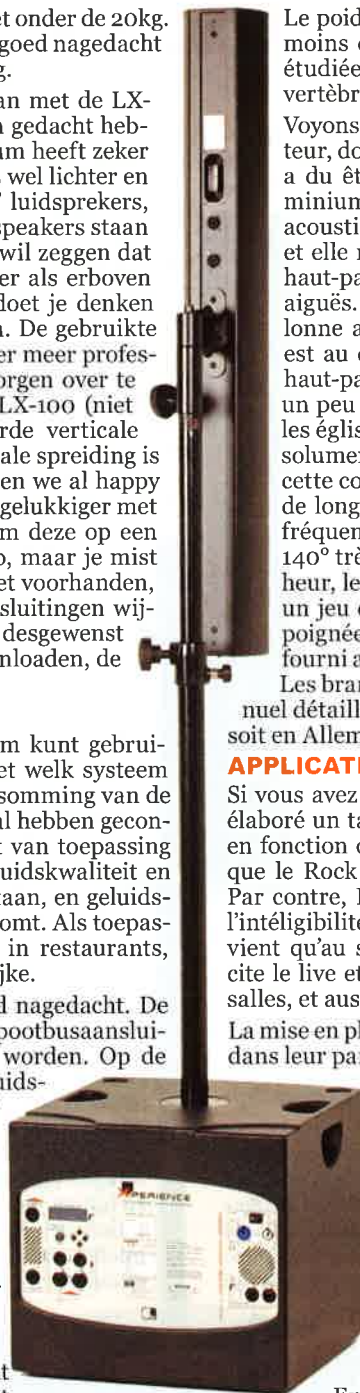 et onder de 20kg.
goed nagedacht
g.
an met de LX-
n gedacht heb-
um heeft zeker
s wel lichter en
luidsprekers,
speakers staan
wil zeggen dat
er als erboven
doet je denken
n. De gebruikte
er meer profes-
orgen over te
LX-100 (niet
rde verticale
ale spreiding is
en we al happy
gelukkiger met
m deze op een
o, maar je mist
et voorhanden,
sluitingen wij-
desgewenst
nloaden, de
m kunt gebrui-
et welk systeem
somming van de
al hebben gecon-
t van toepassing
uidskwaliteit en
taan, en geluids-
omt. Als toepas-
in restaurants,
ijke.
d nagedacht. De
pootbusaanslui-
worden. Op de
uids-
Le poid
moins d
étudiée
vertèbr
Voyons
teur, do
a du êt
minium
acoustic
et elle n
haut-pa
aiguës.
lonne a
est au d
haut-pa
un peu
les églis
solumen
cette co
de long
fréquen
140° trè
heur, le
un jeu d
poignée
fourni a
Les bran
nuel détaill
soit en Allem
APPLICATI
Si vous avez
élaboré un ta
en fonction d
que le Rock
Par contre, l
l'intéligibilité
vient qu'au s
cite le live et
salles, et aus
La mise en pl
dans leur pa
XPERIENCE